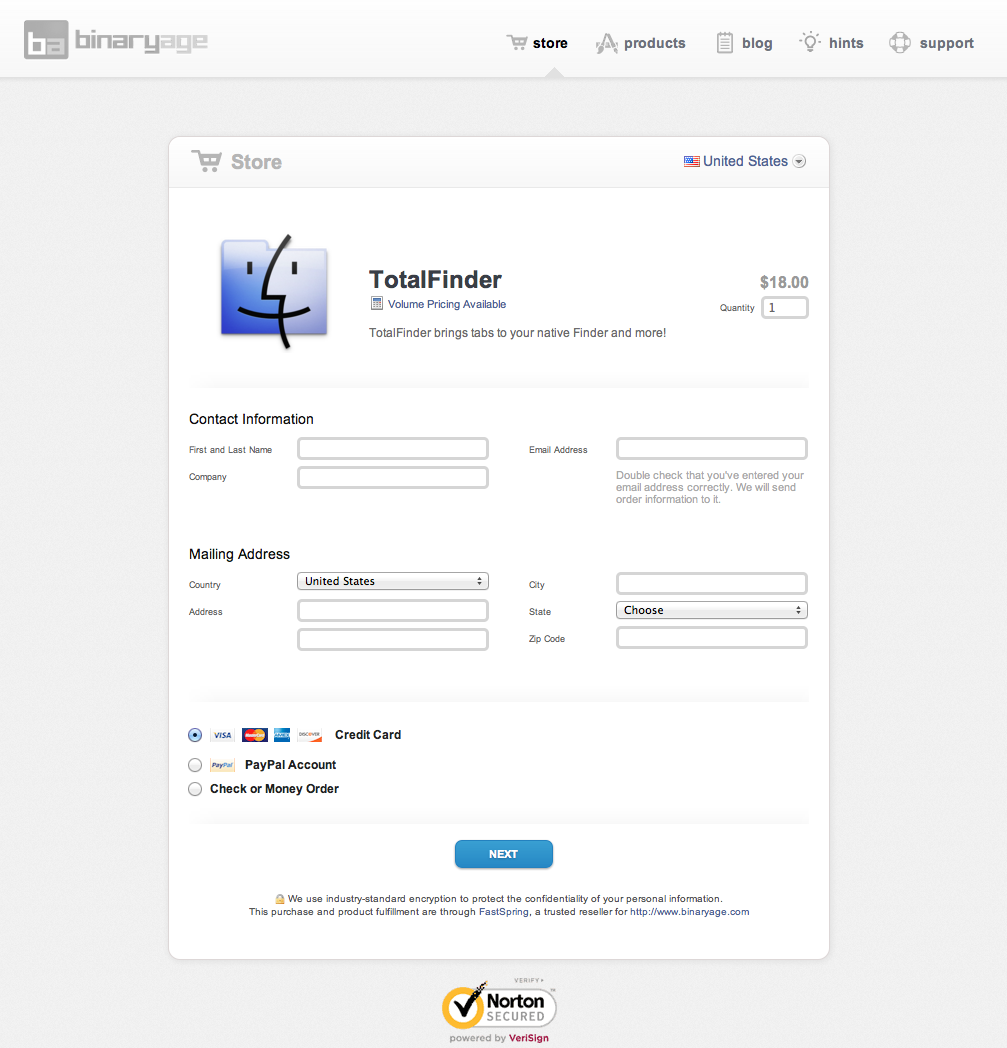 ba binaryage
store
products
blog
hints
support
Store
United States
TotalFinder
$18.00
Volume Pricing Available
Quantity 1
TotalFinder brings tabs to your native Finder and more!
Contact Information
First and Last Name
Email Address
Company
Double check that you've entered your
email address correctly. We will send
order information to it.
Mailing Address
Country United States
City
Address
State Choose
Zip Code
VISA MasterCard DISCOVER Credit Card
PayPal PayPal Account
Check or Money Order
NEXT
We use industry-standard encryption to protect the confidentiality of your personal information.
This purchase and product fulfillment are through FastSpring, a trusted reseller for http://www.binaryage.com
VERIFY
Norton
SECURED
TM
powered by VeriSign